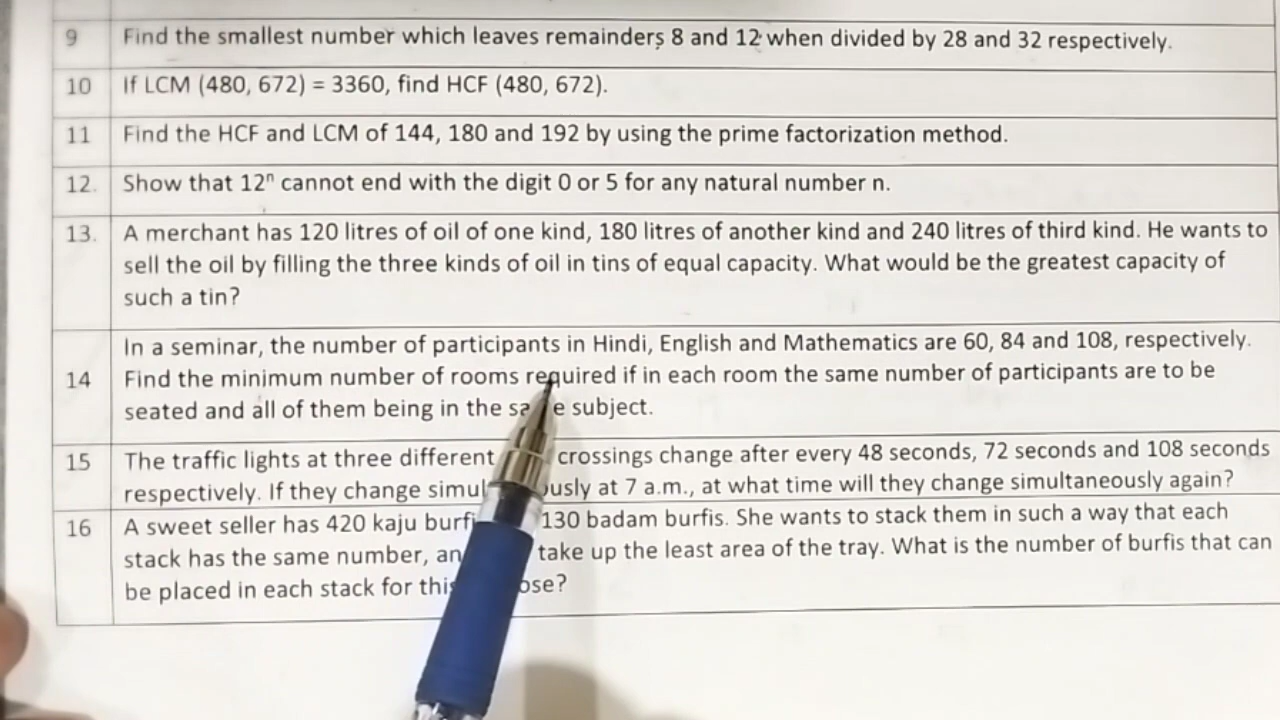 9 Find the smallest number which leaves remainders 8 and 12 when divided by 28 and 32 respectively.
10 If LCM (480, 672) = 3360, find HCF (480, 672).
11 Find the HCF and LCM of 144, 180 and 192 by using the prime factorization method.
12. Show that 12ⁿ cannot end with the digit 0 or 5 for any natural number n.
13. A merchant has 120 litres of oil of one kind, 180 litres of another kind and 240 litres of third kind. He wants to
sell the oil by filling the three kinds of oil in tins of equal capacity. What would be the greatest capacity of
such a tin?
In a seminar, the number of participants in Hindi, English and Mathematics are 60, 84 and 108, respectively.
14 Find the minimum number of rooms required if in each room the same number of participants are to be
seated and all of them being in the same subject.
15 The traffic lights at three different crossings change after every 48 seconds, 72 seconds and 108 seconds
respectively. If they change simultaneously at 7 a.m., at what time will they change simultaneously again?
16 A sweet seller has 420 kaju burfi 130 badam burfis. She wants to stack them in such a way that each
stack has the same number, an take up the least area of the tray. What is the number of burfis that can
be placed in each stack for this purpose?